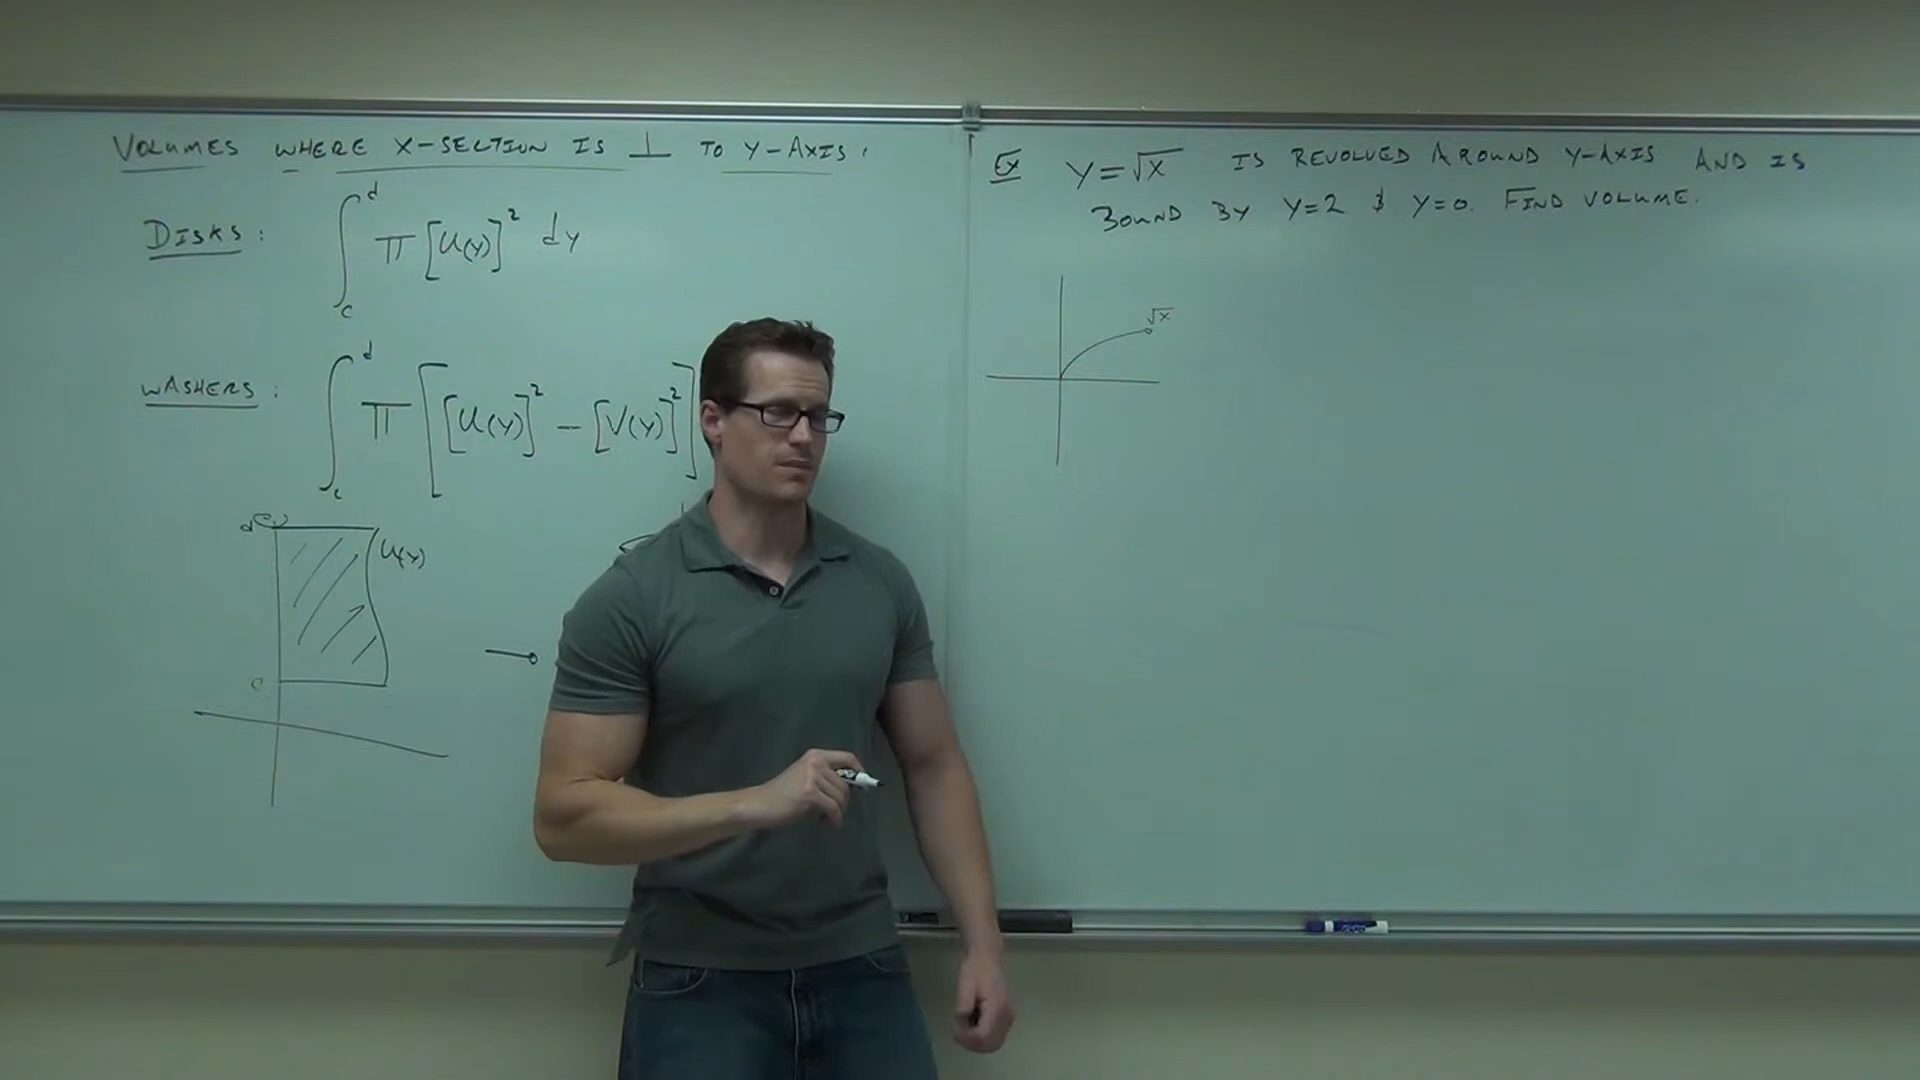 VOLUMES WHERE X-SECTION IS ⊥ TO Y-AXIS:
DISKS: ∫_c^d π [u(y)]² dy
WASHERS: ∫_c^d π [[u(y)]² − [v(y)]²]
d
u(y)
c
Ex Y=√X IS REVOLVED AROUND Y-AXIS AND IS
BOUND BY Y=2 & Y=0. FIND VOLUME.
√x